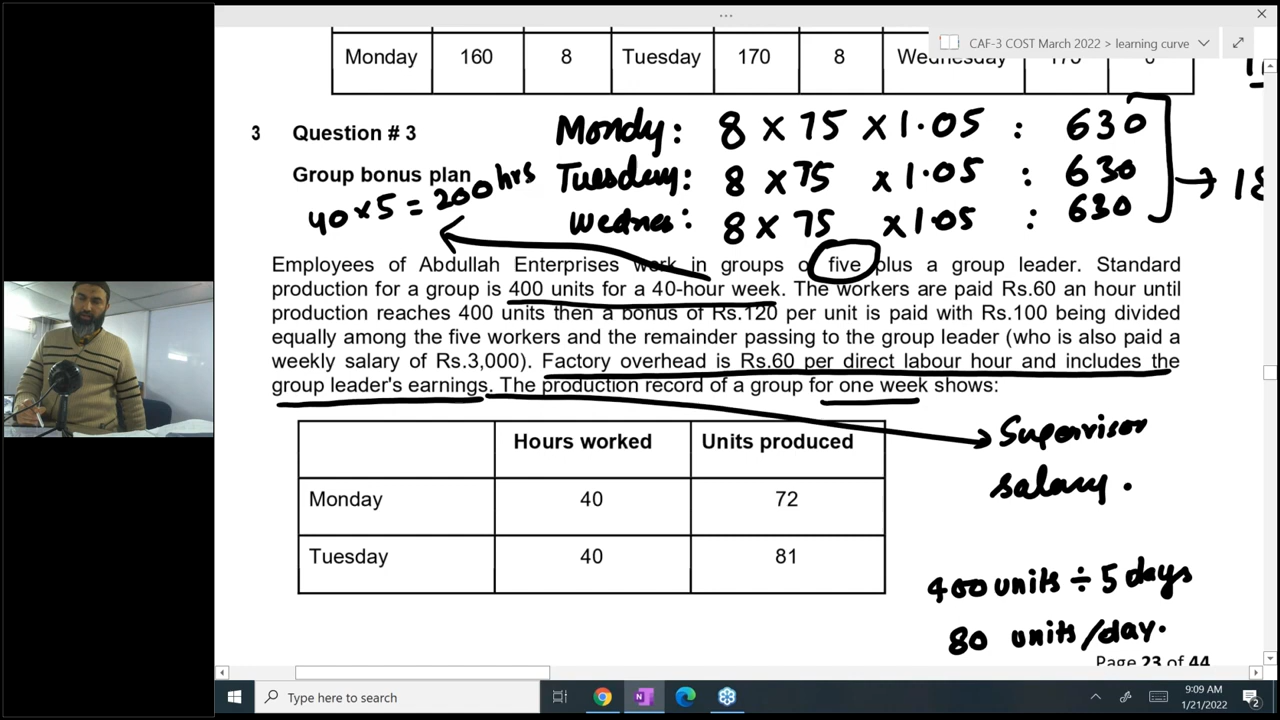 CAF-3 COST March 2022 > learning curve
Monday 160 8 Tuesday 170 8
3 Question # 3
Mondy: 8 × 75 × 1.05 : 630
Group bonus plan
Tuesday: 8 × 75 × 1.05 : 630
40 × 5 = 200 hrs
Wednes: 8 × 75 × 1.05 : 630
Employees of Abdullah Enterprises work in groups of five plus a group leader. Standard
production for a group is 400 units for a 40-hour week. The workers are paid Rs.60 an hour until
production reaches 400 units then a bonus of Rs.120 per unit is paid with Rs.100 being divided
equally among the five workers and the remainder passing to the group leader (who is also paid a
weekly salary of Rs.3,000). Factory overhead is Rs.60 per direct labour hour and includes the
group leader's earnings. The production record of a group for one week shows:
Hours worked Units produced
Monday 40 72
Tuesday 40 81
Supervisor
salary.
400 units ÷ 5 days
80 units/day.
Page 23 of 44
Type here to search
9:09 AM
1/21/2022
2